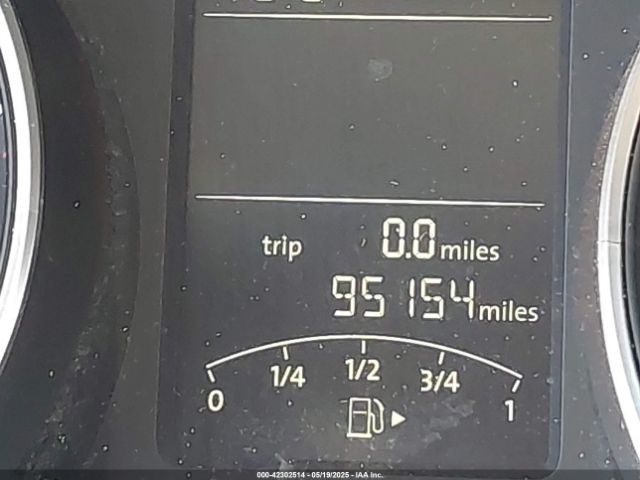 trip 0.0 miles
95154 miles
0 1/4 1/2 3/4 1
000-42302514 - 05/19/2025 - IAAI Inc.